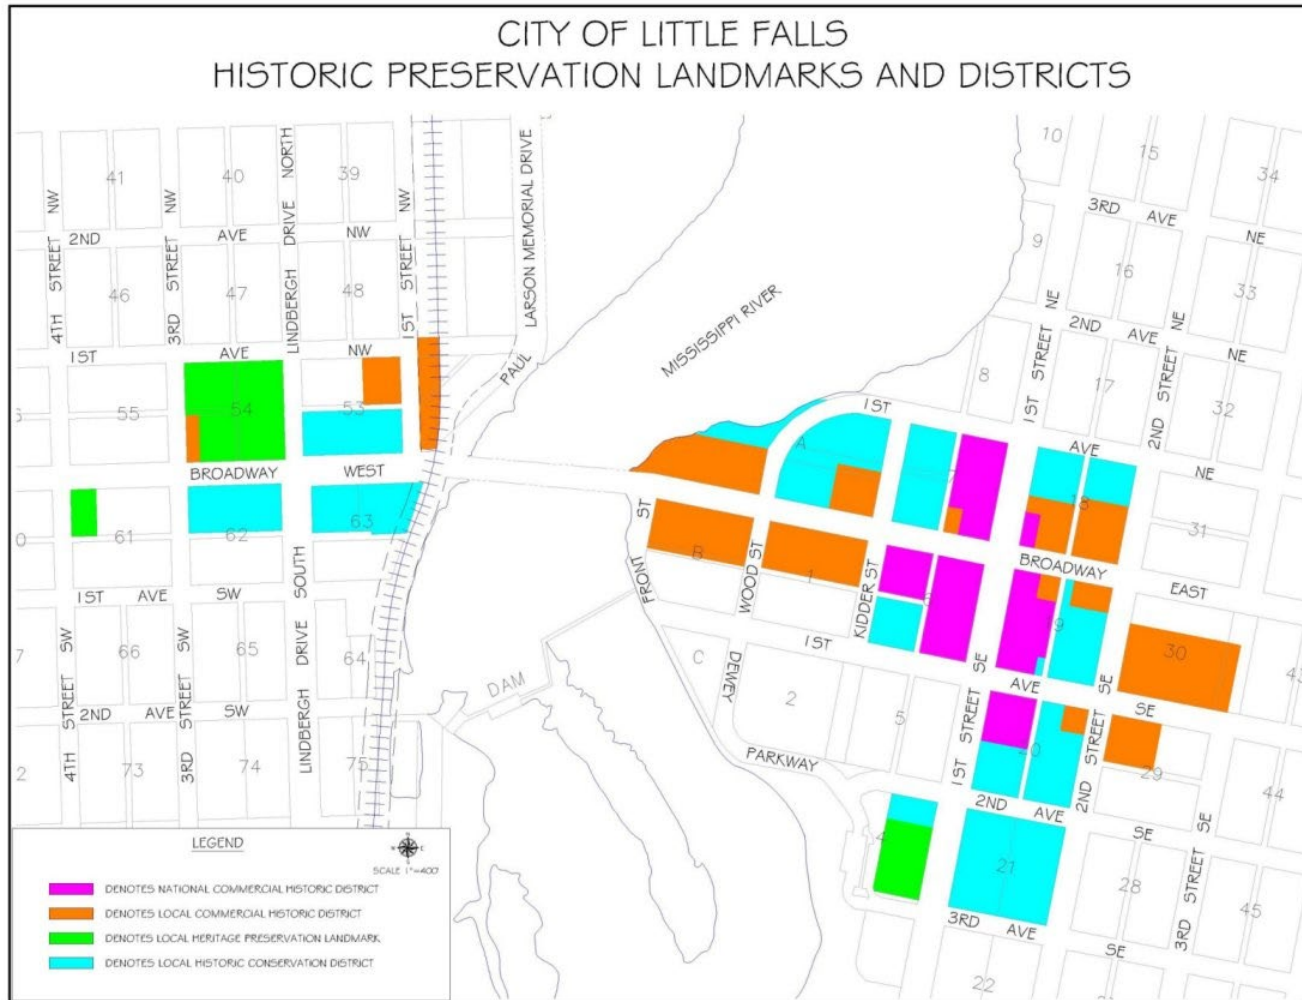 CITY OF LITTLE FALLS
HISTORIC PRESERVATION LANDMARKS AND DISTRICTS
41
40
39
4TH STREET NW
3RD STREET NW
LINDBERGH DRIVE NORTH
1ST STREET NW
LARSON MEMORIAL DRIVE
PAUL
2ND AVE NW
46
47
48
1ST AVE NW
55
54
53
BROADWAY WEST
61
62
63
1ST AVE SW
4TH STREET SW
3RD STREET SW
LINDBERGH DRIVE SOUTH
7
66
65
64
2ND AVE SW
2
73
74
75
MISSISSIPPI RIVER
DAM
10
15
34
3RD AVE NE
9
16
33
1ST STREET NE
2ND STREET NE
2ND AVE NE
8
17
32
1ST AVE NE
A
7
18
31
BROADWAY EAST
FRONT ST
WOOD ST
KIDDER ST
B
1
6
19
30
43
1ST AVE SE
C
DEWEY
2
5
1ST STREET SE
2ND STREET SE
3RD STREET SE
20
29
44
PARKWAY
2ND AVE SE
4
21
28
45
3RD AVE SE
22
LEGEND
SCALE 1"=400'
DENOTES NATIONAL COMMERCIAL HISTORIC DISTRICT
DENOTES LOCAL COMMERCIAL HISTORIC DISTRICT
DENOTES LOCAL HERITAGE PRESERVATION LANDMARK
DENOTES LOCAL HISTORIC CONSERVATION DISTRICT